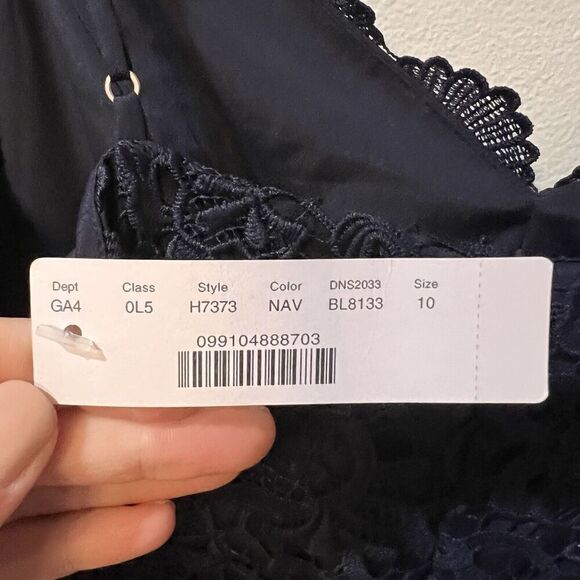 Dept Class Style Color DNS2033 Size
GA4 0L5 H7373 NAV BL8133 10
099104888703